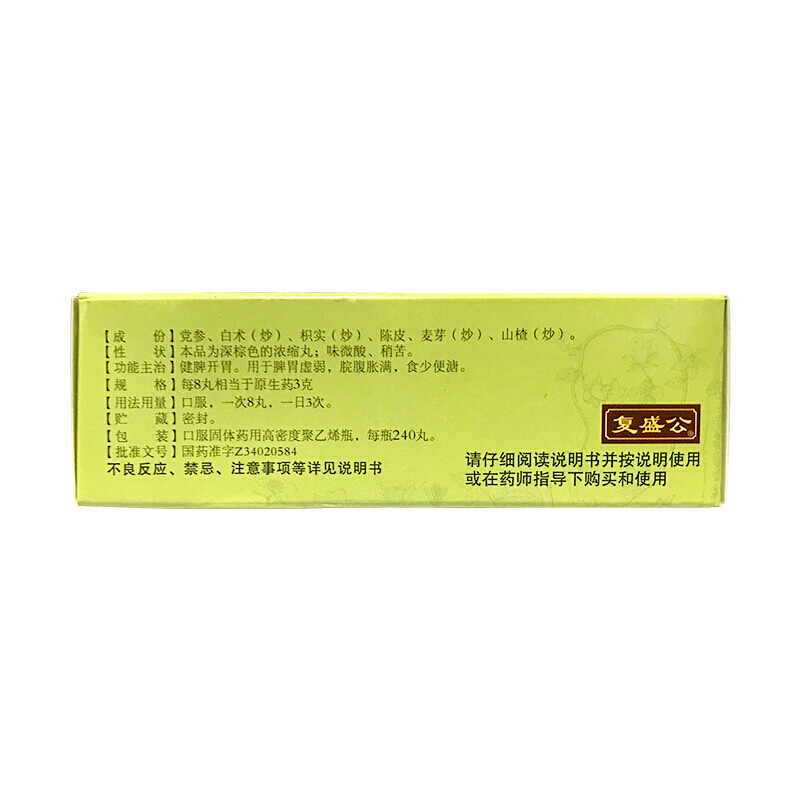 【成　　份】党参、白术（炒）、枳实（炒）、陈皮、麦芽（炒）、山楂（炒）。
【性　　状】本品为深棕色的浓缩丸；味微酸、稍苦。
【功能主治】健脾开胃。用于脾胃虚弱，脘腹胀满，食少便溏。
【规　　格】每8丸相当于原生药3克
【用法用量】口服，一次8丸，一日3次。
【贮　　藏】密封。
【包　　装】口服固体药用高密度聚乙烯瓶，每瓶240丸。
【批准文号】国药准字Z34020584
不良反应、禁忌、注意事项等详见说明书
复盛公®
请仔细阅读说明书并按说明使用
或在药师指导下购买和使用